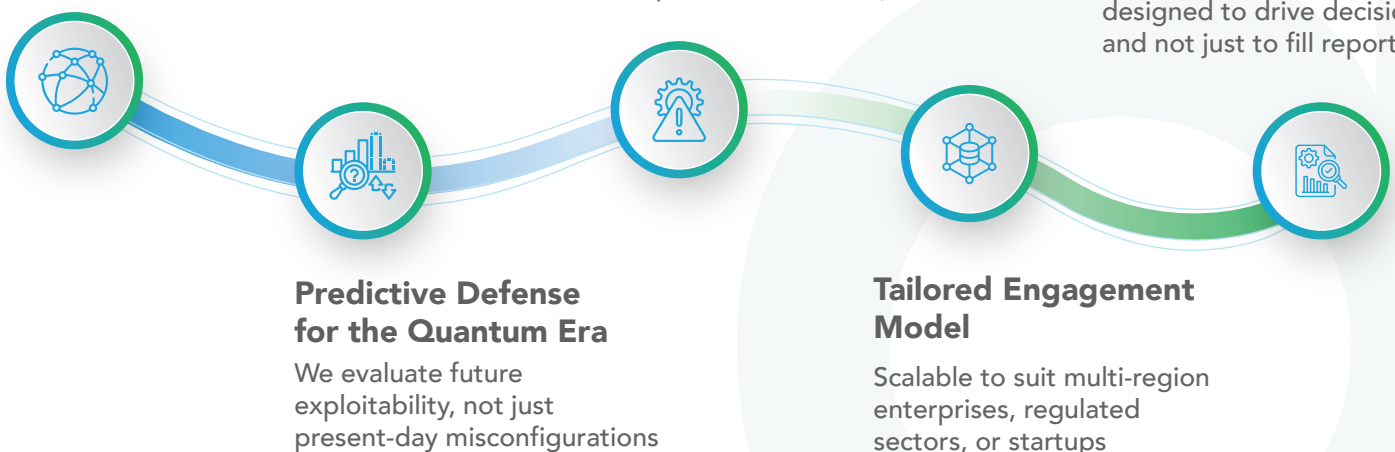 designed to drive decisio
and not just to fill report
Predictive Defense
for the Quantum Era
We evaluate future
exploitability, not just
present-day misconfigurations
Tailored Engagement
Model
Scalable to suit multi-region
enterprises, regulated
sectors, or startups